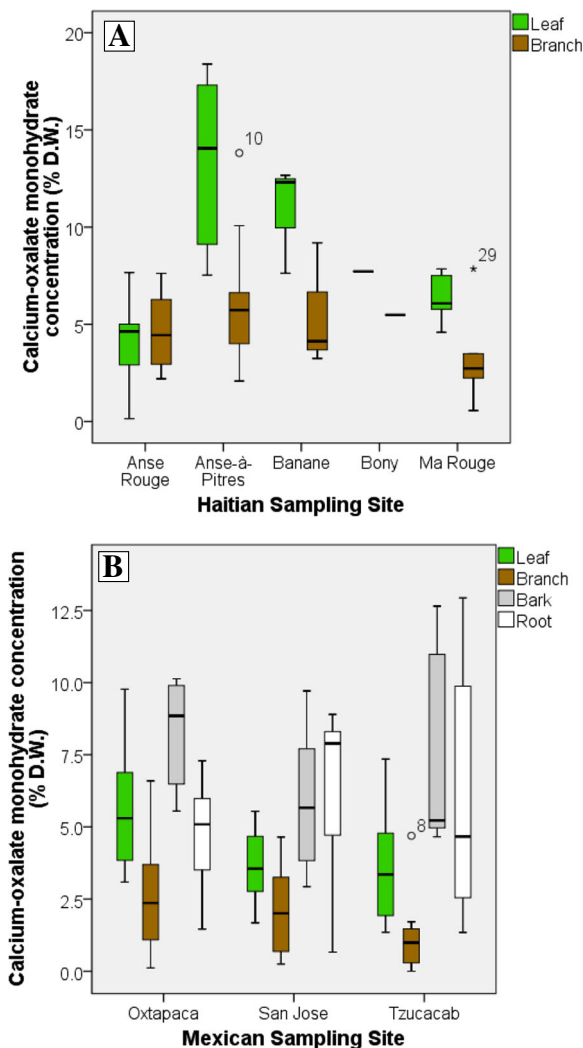 A
Leaf
Branch
Calcium-oxalate monohydrate
concentration (% D.W.)
20
15
10
5
0
10
29
Anse
Rouge
Anse-à-
Pitres
Banane
Bony
Ma Rouge
Haitian Sampling Site
B
Leaf
Branch
Bark
Root
Calcium-oxalate monohydrate concentration
(% D.W.)
12.5
10.0
7.5
5.0
2.5
0.0
8
Oxtapaca
San Jose
Tzucacab
Mexican Sampling Site